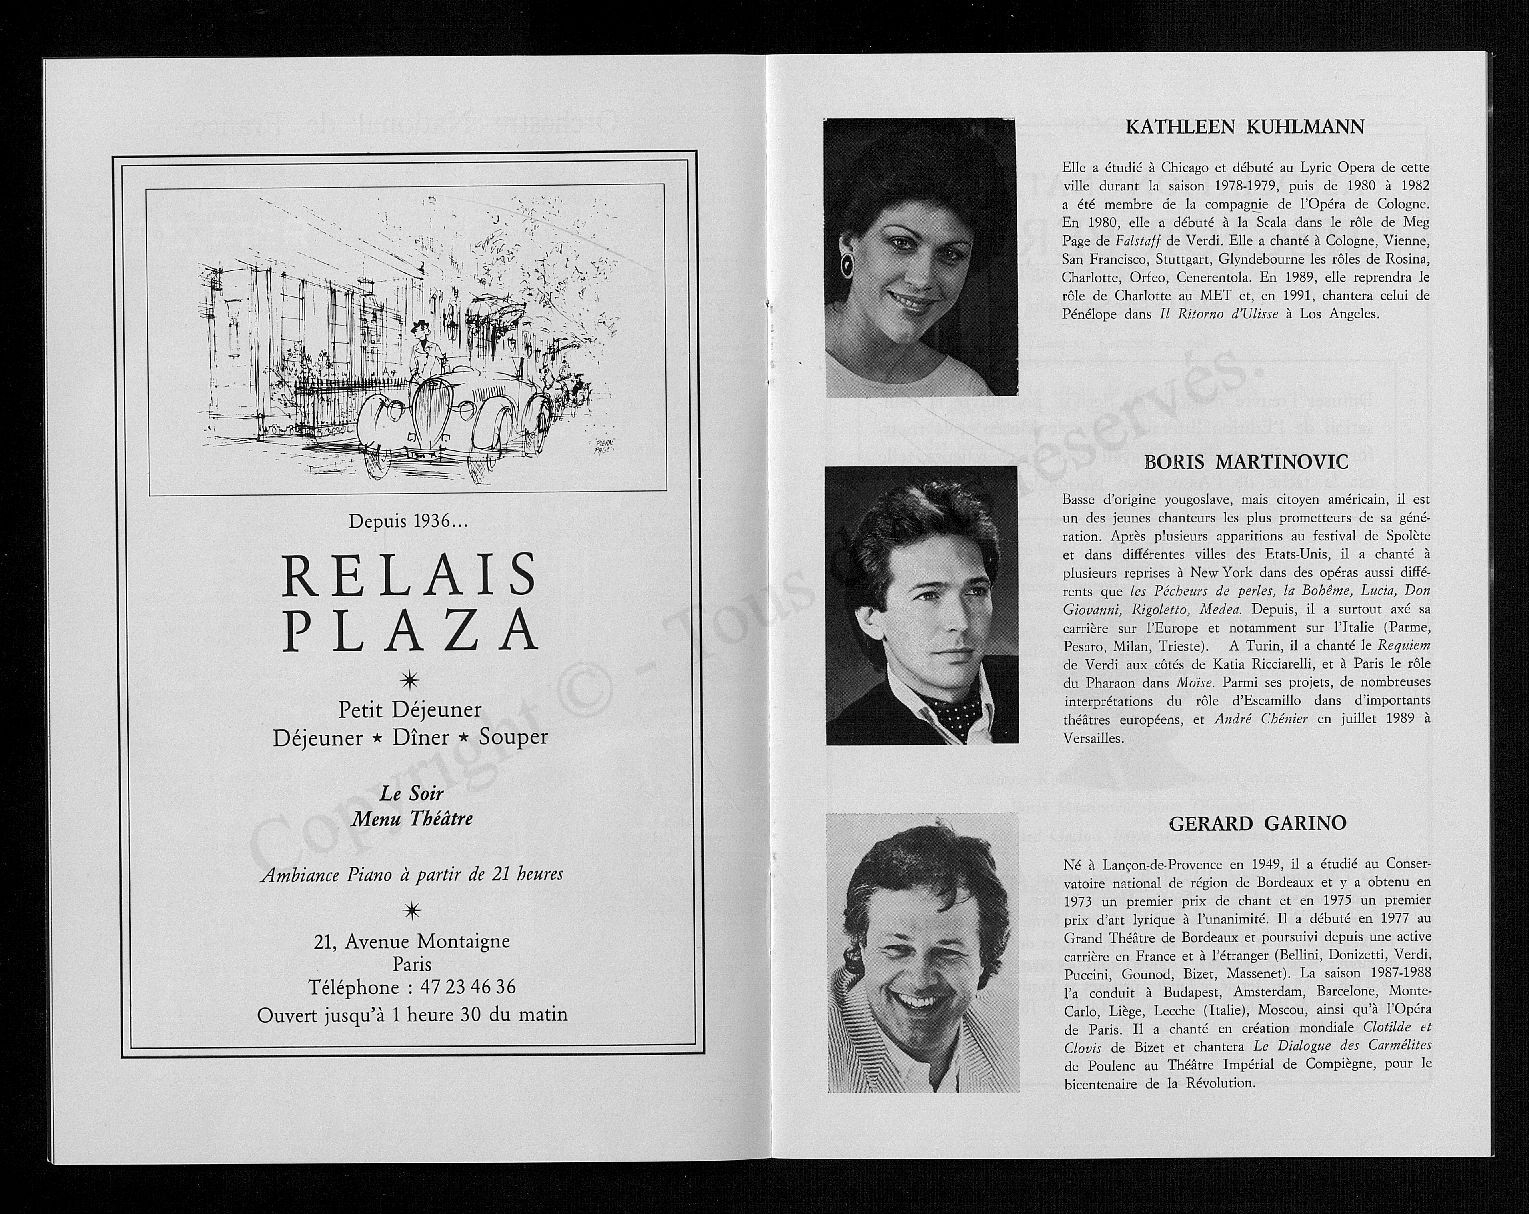 Depuis 1936...
RELAIS
PLAZA
Petit Déjeuner
Déjeuner ★ Dîner ★ Souper
Le Soir
Menu Théâtre
Ambiance Piano à partir de 21 heures
21, Avenue Montaigne
Paris
Téléphone : 47 23 46 36
Ouvert jusqu'à 1 heure 30 du matin
KATHLEEN KUHLMANN
Elle a étudié à Chicago et débuté au Lyric Opera de cette
ville durant la saison 1978-1979, puis de 1980 à 1982
a été membre de la compagnie de l'Opéra de Cologne.
En 1980, elle a débuté à la Scala dans le rôle de Meg
Page de Falstaff de Verdi. Elle a chanté à Cologne, Vienne,
San Francisco, Stuttgart, Glyndebourne les rôles de Rosina,
Charlotte, Orfeo, Cenerentola. En 1989, elle reprendra le
rôle de Charlotte au MET et, en 1991, chantera celui de
Pénélope dans Il Ritorno d'Ulisse à Los Angeles.
BORIS MARTINOVIC
Basse d'origine yougoslave, mais citoyen américain, il est
un des jeunes chanteurs les plus prometteurs de sa géné-
ration. Après plusieurs apparitions au festival de Spolète
et dans différentes villes des Etats-Unis, il a chanté à
plusieurs reprises à New York dans des opéras aussi diffé-
rents que les Pécheurs de perles, la Bohême, Lucia, Don
Giovanni, Rigoletto, Medea. Depuis, il a surtout axé sa
carrière sur l'Europe et notamment sur l'Italie (Parme,
Pesaro, Milan, Trieste). A Turin, il a chanté le Requiem
de Verdi aux côtés de Katia Ricciarelli, et à Paris le rôle
du Pharaon dans Moïse. Parmi ses projets, de nombreuses
interprétations du rôle d'Escamillo dans d'importants
théâtres européens, et André Chénier en juillet 1989 à
Versailles.
GERARD GARINO
Né à Lançon-de-Provence en 1949, il a étudié au Conser-
vatoire national de région de Bordeaux et y a obtenu en
1973 un premier prix de chant et en 1975 un premier
prix d'art lyrique à l'unanimité. Il a débuté en 1977 au
Grand Théâtre de Bordeaux et poursuivi depuis une active
carrière en France et à l'étranger (Bellini, Donizetti, Verdi,
Puccini, Gounod, Bizet, Massenet). La saison 1987-1988
l'a conduit à Budapest, Amsterdam, Barcelone, Monte-
Carlo, Liège, Lecche (Italie), Moscou, ainsi qu'à l'Opéra
de Paris. Il a chanté en création mondiale Clotilde et
Clovis de Bizet et chantera Le Dialogue des Carmélites
de Poulenc au Théâtre Impérial de Compiègne, pour le
bicentenaire de la Révolution.
Copyright © - Tous d réservés.